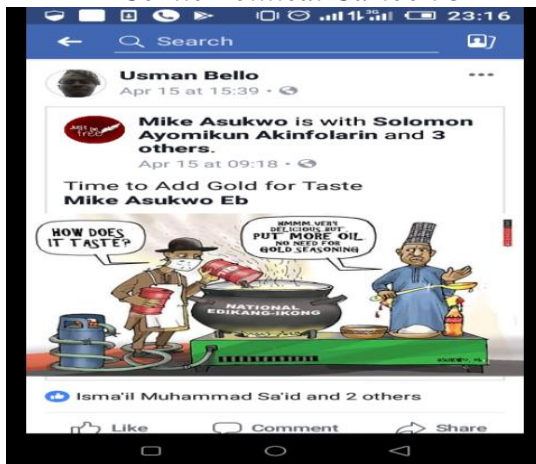 23:16
Search
Usman Bello
Apr 15 at 15:39
Mike Asukwo is with Solomon
Ayomikun Akinfolarin and 3
others.
Apr 15 at 09:18
Time to Add Gold for Taste
Mike Asukwo Eb
HOW DOES
IT TASTE?
HMMM, VERY
DELICIOUS, BUT
PUT MORE OIL.
NO NEED FOR
GOLD SEASONING
NATIONAL
EDIKANG-IKONG
Isma'il Muhammad Sa'id and 2 others
Like
Comment
Share